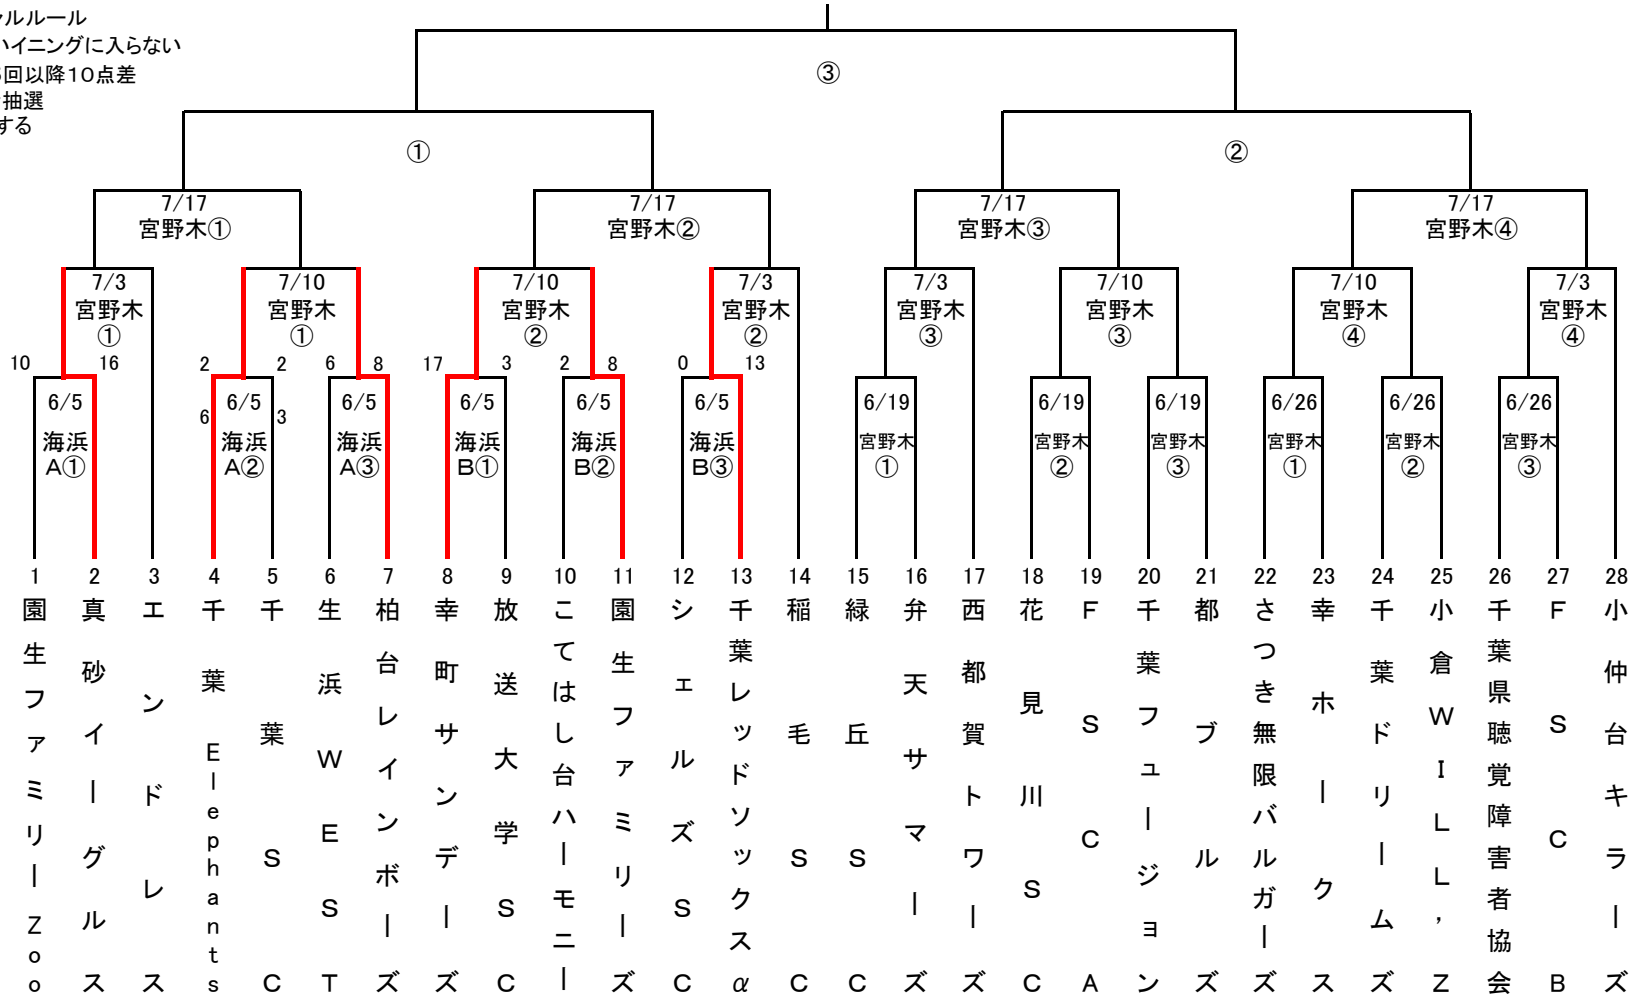 ャルルール
ハイニングに入らない
5回以降10点差
抽選
する
③
①
②
7/17
宮野木①
7/17
宮野木②
7/17
宮野木③
7/17
宮野木④
7/3
宮野木
①
7/10
宮野木
①
7/10
宮野木
②
7/3
宮野木
②
7/3
宮野木
③
7/10
宮野木
③
7/10
宮野木
④
7/3
宮野木
④
10 16 2 2 6 8 17 3 2 8 0 13
6 3
6/5
海浜
A①
6/5
海浜
A②
6/5
海浜
A③
6/5
海浜
B①
6/5
海浜
B②
6/5
海浜
B③
6/19
宮野木
①
6/19
宮野木
②
6/19
宮野木
③
6/26
宮野木
①
6/26
宮野木
②
6/26
宮野木
③
1 園生ファミリーZoo
2 真砂イーグルス
3 エンドレス
4 千葉Elephants
5 千葉SC
6 生浜WEST
7 柏台レインボーズ
8 幸町サンデーズ
9 放送大学SC
10 こてはし台ハーモニー
11 園生ファミリーズ
12 シェルズSC
13 千葉レッドソックスα
14 稲毛SC
15 緑丘SC
16 弁天サマーズ
17 西都賀トワーズ
18 花見川SC
19 FSCA
20 千葉フュージョン
21 都ブルズ
22 さつき無限バルガーズ
23 幸ホークス
24 千葉ドリームズ
25 小倉WILL,Z
26 千葉県聴覚障害者協会
27 FSCB
28 小仲台キラーズ